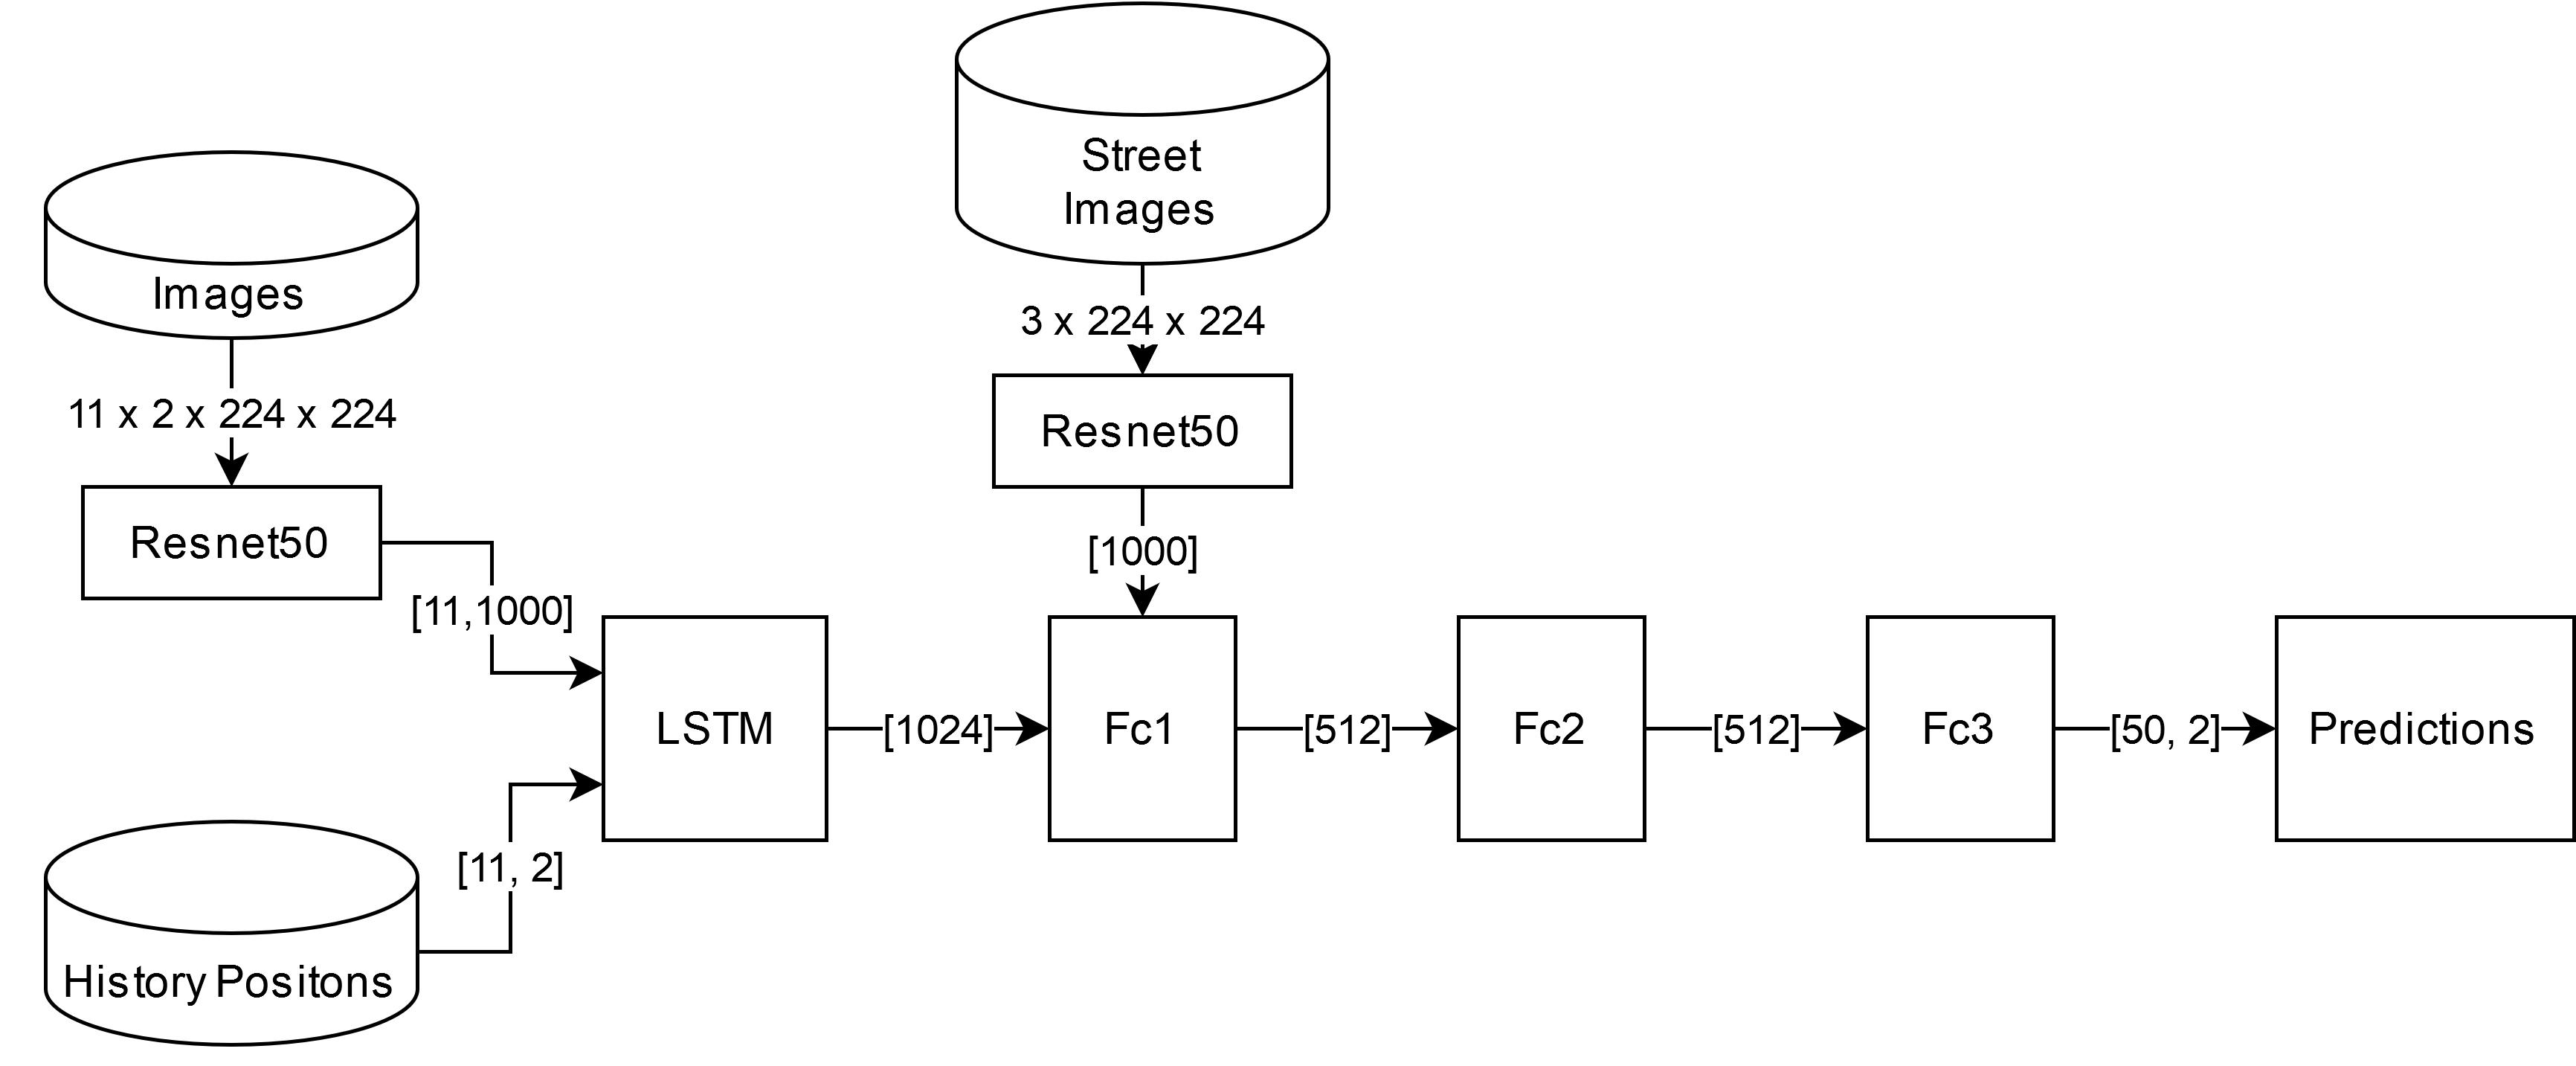 Street
Images
Images
3 x 224 x 224
11 x 2 x 224 x 224
Resnet50
Resnet50
[1000]
[11,1000]
LSTM
[1024]
Fc1
[512]
Fc2
[512]
Fc3
[50, 2]
Predictions
[11, 2]
History Positons